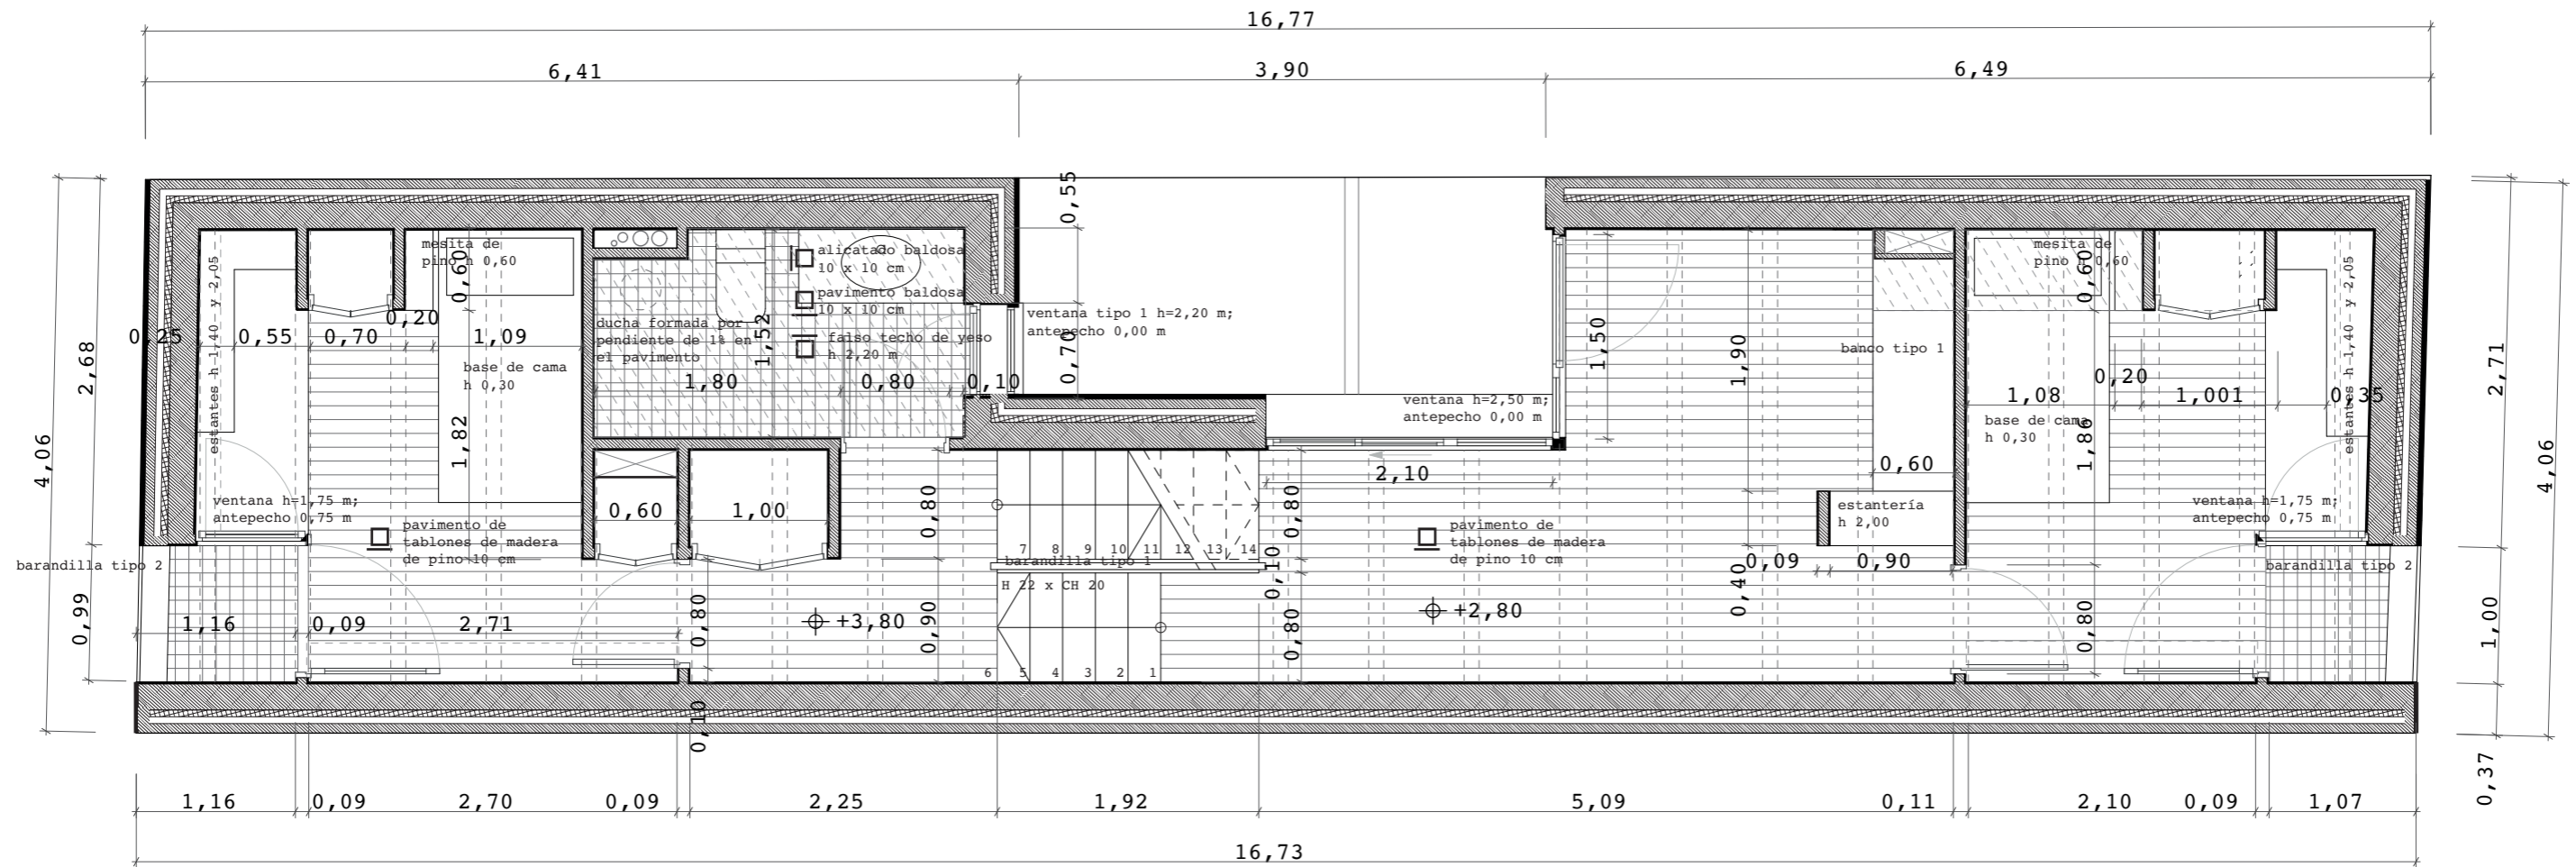 16,77
6,41
3,90
6,49
0,55
mesita de
pino h 0,60
0,60
alicatado baldosa
10 x 10 cm
pavimento baldosa
10 x 10 cm
falso techo de yeso
h 2,20 m
ducha formada por
pendiente de 1% en
el pavimento
1,52
ventana tipo 1 h=2,20 m;
antepecho 0,00 m
0,70
1,50
1,90
banco tipo 1
mesita de
pino h 0,60
0,60
estantes h 1,40 y 2,05
estantes h 1,40 y 2,05
0,25
0,55
0,70
0,20
1,09
2,68
4,06
base de cama
h 0,30
1,82
1,80
0,80
0,10
ventana h=2,50 m;
antepecho 0,00 m
1,08
0,20
1,001
0,35
base de cama
h 0,30
1,86
2,71
4,06
2,10
0,60
ventana h=1,75 m;
antepecho 0,75 m
pavimento de
tablones de madera
de pino 10 cm
0,60
1,00
0,80
0,80
estantería
h 2,00
ventana h=1,75 m;
antepecho 0,75 m
pavimento de
tablones de madera
de pino 10 cm
7 8 9 10 11 12 13 14
barandilla tipo 1
H 22 x CH 20
0,10
0,09
0,90
0,40
barandilla tipo 2
barandilla tipo 2
0,99
1,16
0,09
2,71
0,80
+3,80
0,90
0,80
+2,80
0,80
1,00
6 5 4 3 2 1
0,10
0,37
1,16
0,09
2,70
0,09
2,25
1,92
5,09
0,11
2,10
0,09
1,07
16,73